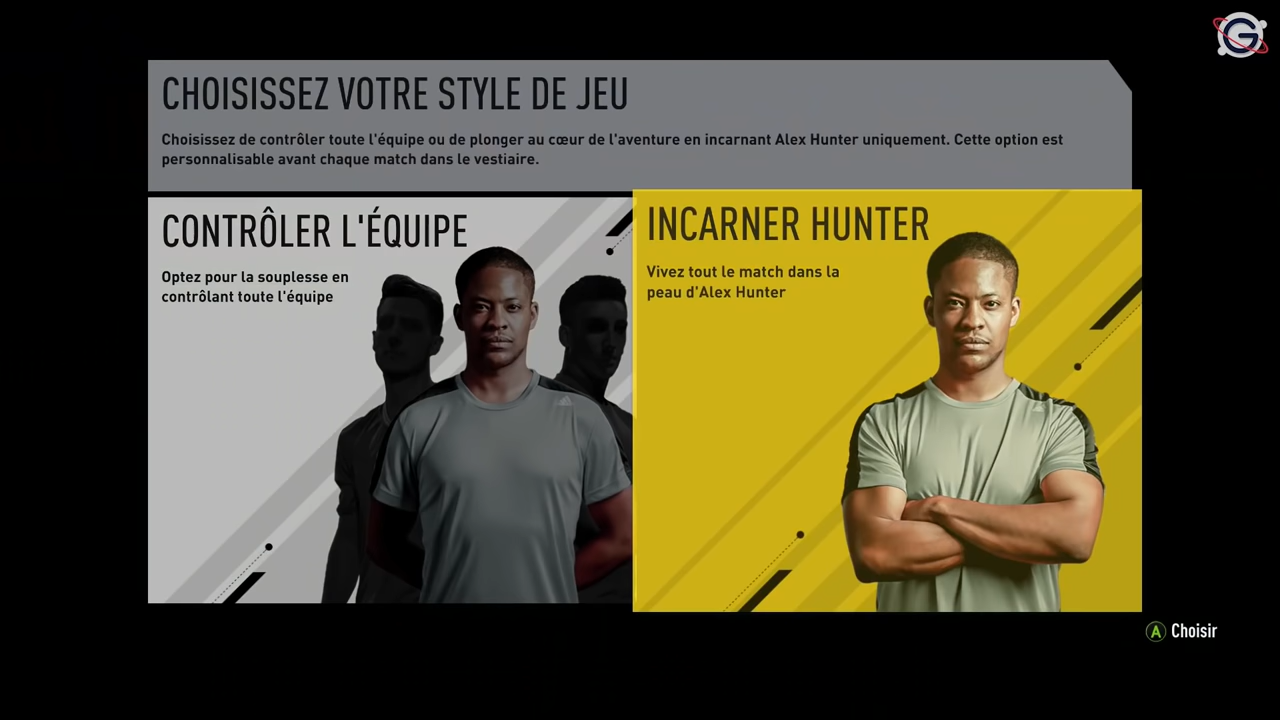 CHOISISSEZ VOTRE STYLE DE JEU
Choisissez de contrôler toute l'équipe ou de plonger au cœur de l'aventure en incarnant Alex Hunter uniquement. Cette option est
personnalisable avant chaque match dans le vestiaire.
CONTRÔLER L'ÉQUIPE
Optez pour la souplesse en
contrôlant toute l'équipe
INCARNER HUNTER
Vivez tout le match dans la
peau d'Alex Hunter
A Choisir
G